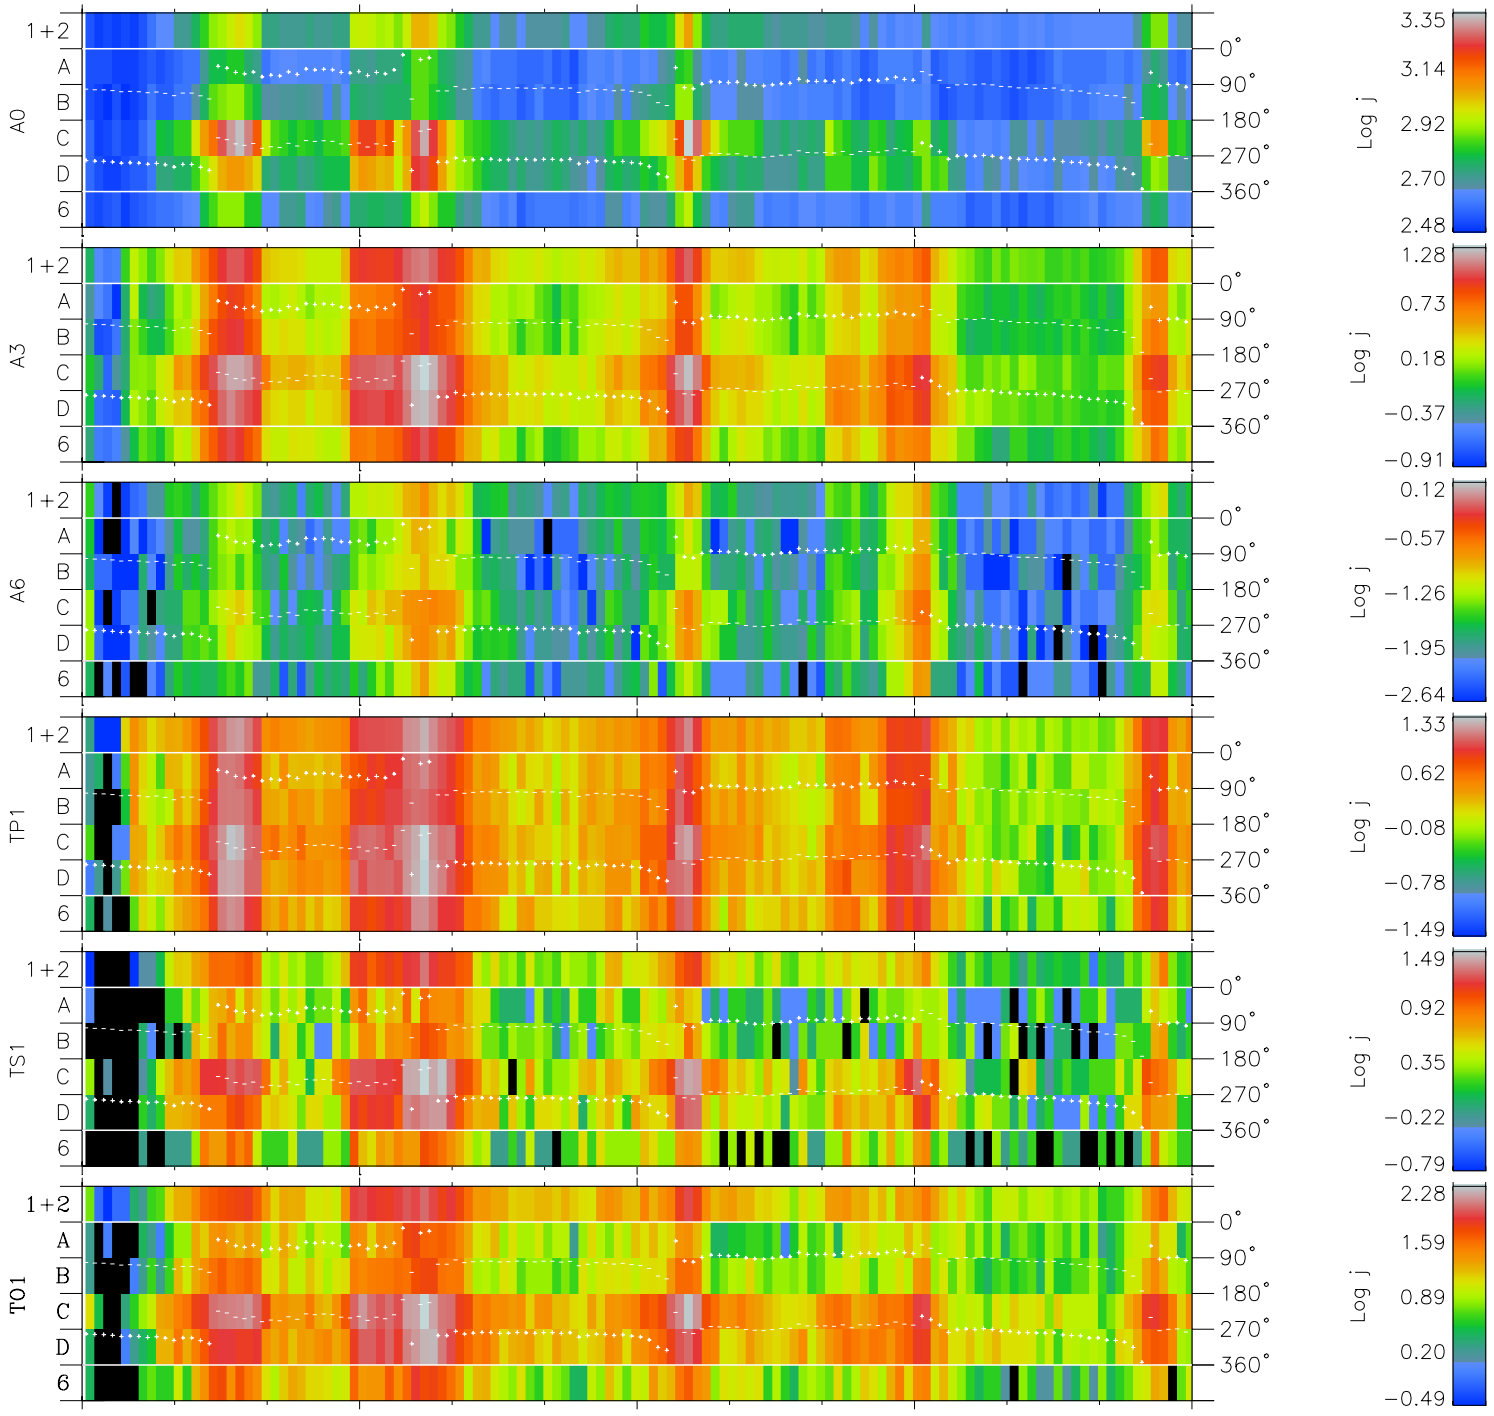 1+2
A
B
C
D
6
A0
0°
90°
180°
270°
360°
Log j
3.35
3.14
2.92
2.70
2.48
1+2
A
B
C
D
6
A3
0°
90°
180°
270°
360°
Log j
1.28
0.73
0.18
−0.37
−0.91
1+2
A
B
C
D
6
A6
0°
90°
180°
270°
360°
Log j
0.12
−0.57
−1.26
−1.95
−2.64
1+2
A
B
C
D
6
TP1
0°
90°
180°
270°
360°
Log j
1.33
0.62
−0.08
−0.78
−1.49
1+2
A
B
C
D
6
TS1
0°
90°
180°
270°
360°
Log j
1.49
0.92
0.35
−0.22
−0.79
1+2
A
B
C
D
6
TO1
0°
90°
180°
270°
360°
Log j
2.28
1.59
0.89
0.20
−0.49